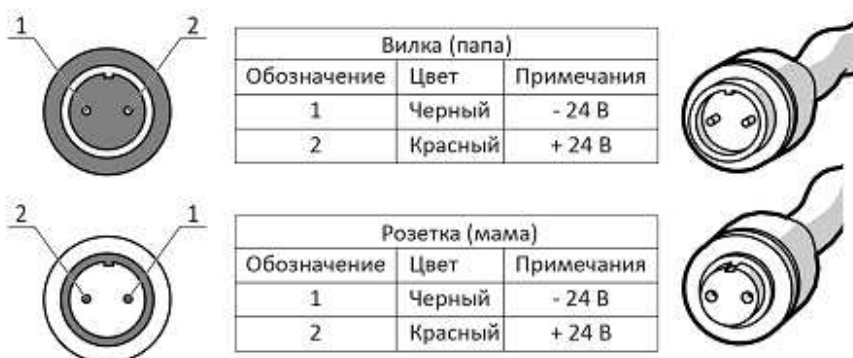 1 2
Вилка (папа)
Обозначение Цвет Примечания
1 Черный - 24 В
2 Красный + 24 В
2 1
Розетка (мама)
Обозначение Цвет Примечания
1 Черный - 24 В
2 Красный + 24 В